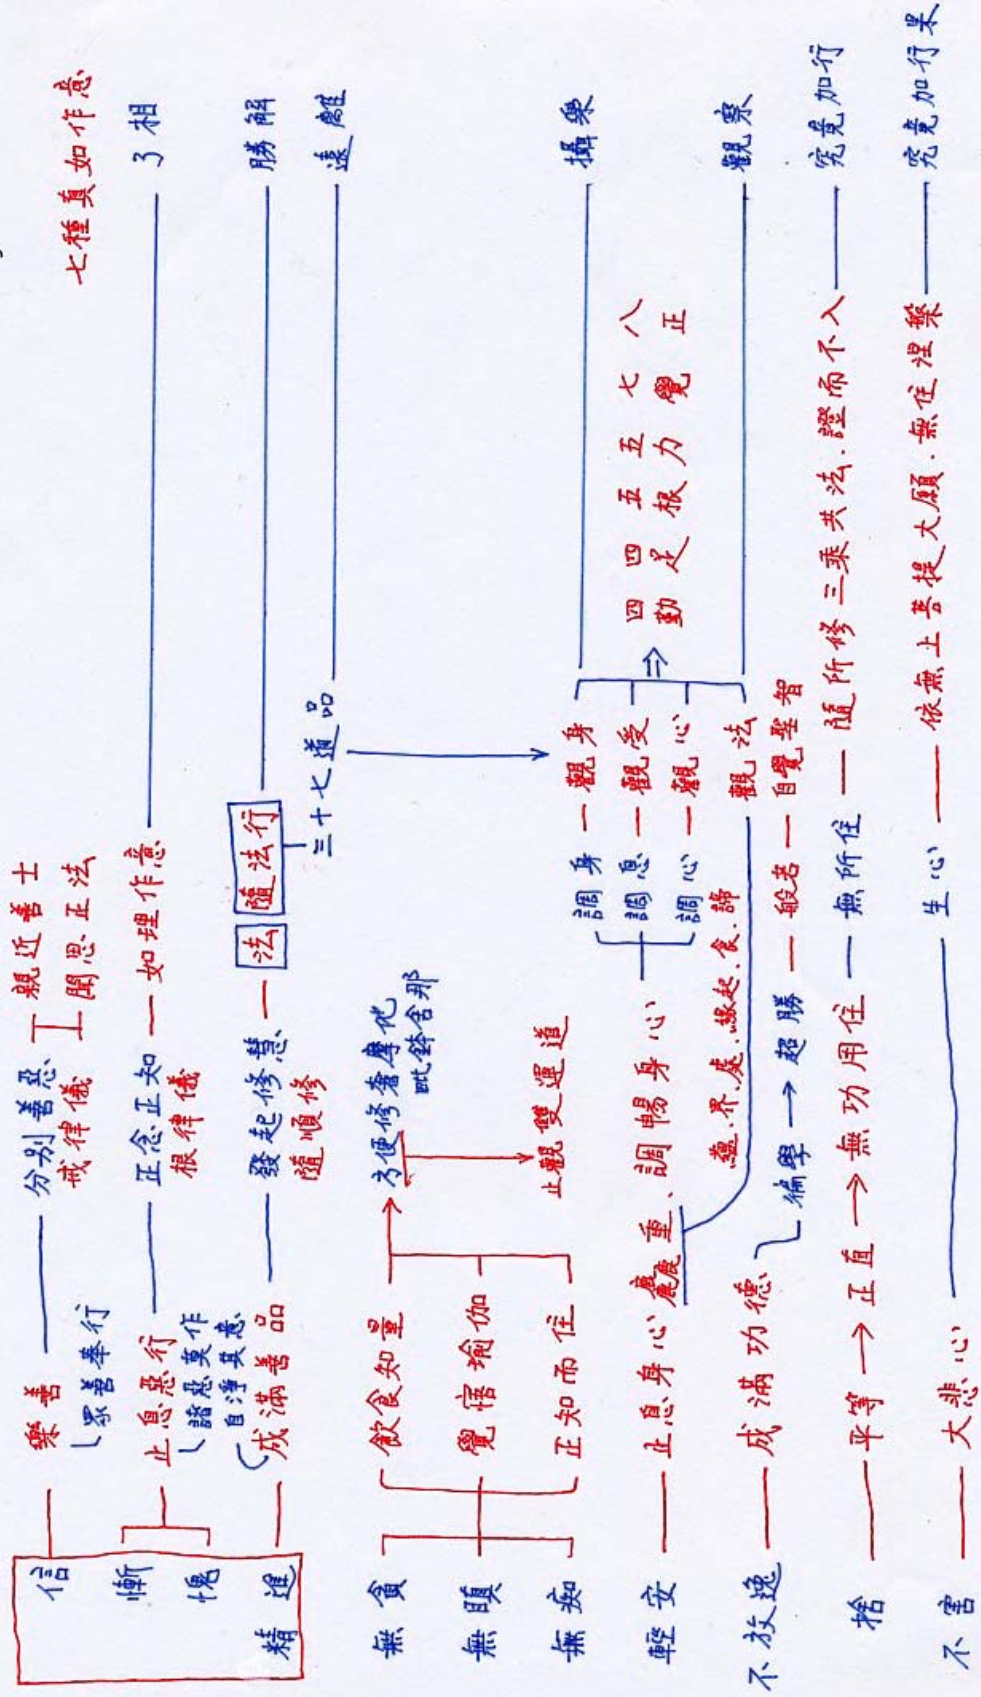 七種真如作意
信 樂善 分別善惡 親近善士
眾善奉行 戒律儀 聞思正法
慚 愧 止息惡行 正念正知 如理作意 了相
諸惡莫作 根律儀
自淨其意
精進 成滿善品 發起修慧 法 隨法行 勝解
隨順修
三十七道品 遠離
無貪 飲食知量 方便修奢摩他
毗鉢舍那
無瞋 覺悟瑜伽
無痴 正知而住 止觀雙運道
調身 觀身 攝樂
輕安 止息身心麤重、調暢身心 調息 觀受 ⇒ 四勤 四足 五根 五力 七覺 八正
調心 觀心
蘊.界.處.緣起.食.諦 觀法 觀察
不放逸 成滿功德 徧學→超勝 般若 自覺聖智
捨 平等→正直→無功用住 無所住 隨所修三乘共法.證而不入 究竟加行
不害 大悲心 生心 依無上菩提大願.無住涅槃 究竟加行果